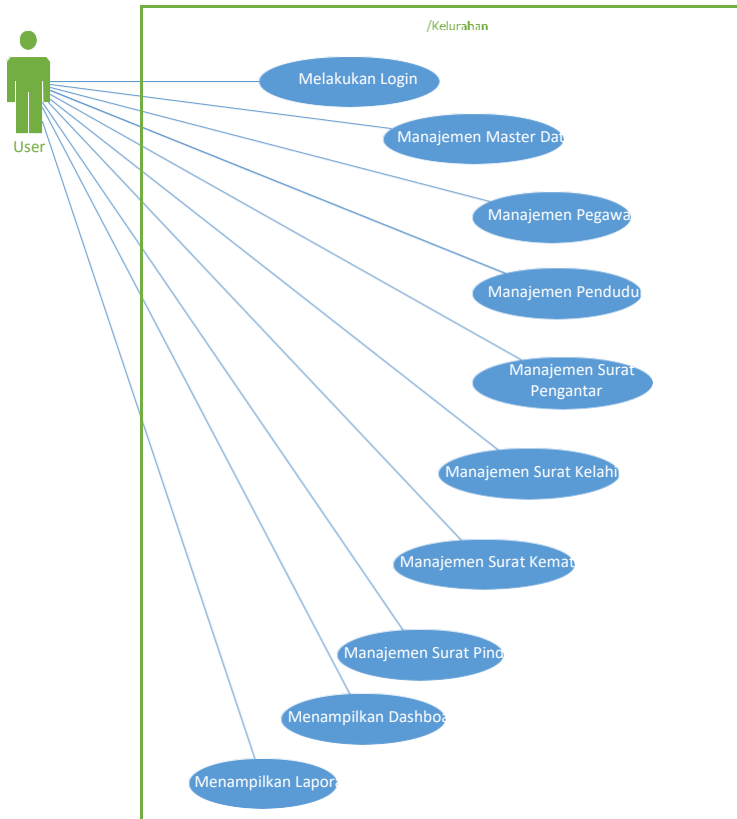 /Kelurahan
User
Melakukan Login
Manajemen Master Dat
Manajemen Pegawa
Manajemen Pendudu
Manajemen Surat
Pengantar
Manajemen Surat Kelahi
Manajemen Surat Kemat
Manajemen Surat Pind
Menampilkan Dashboa
Menampilkan Lapora